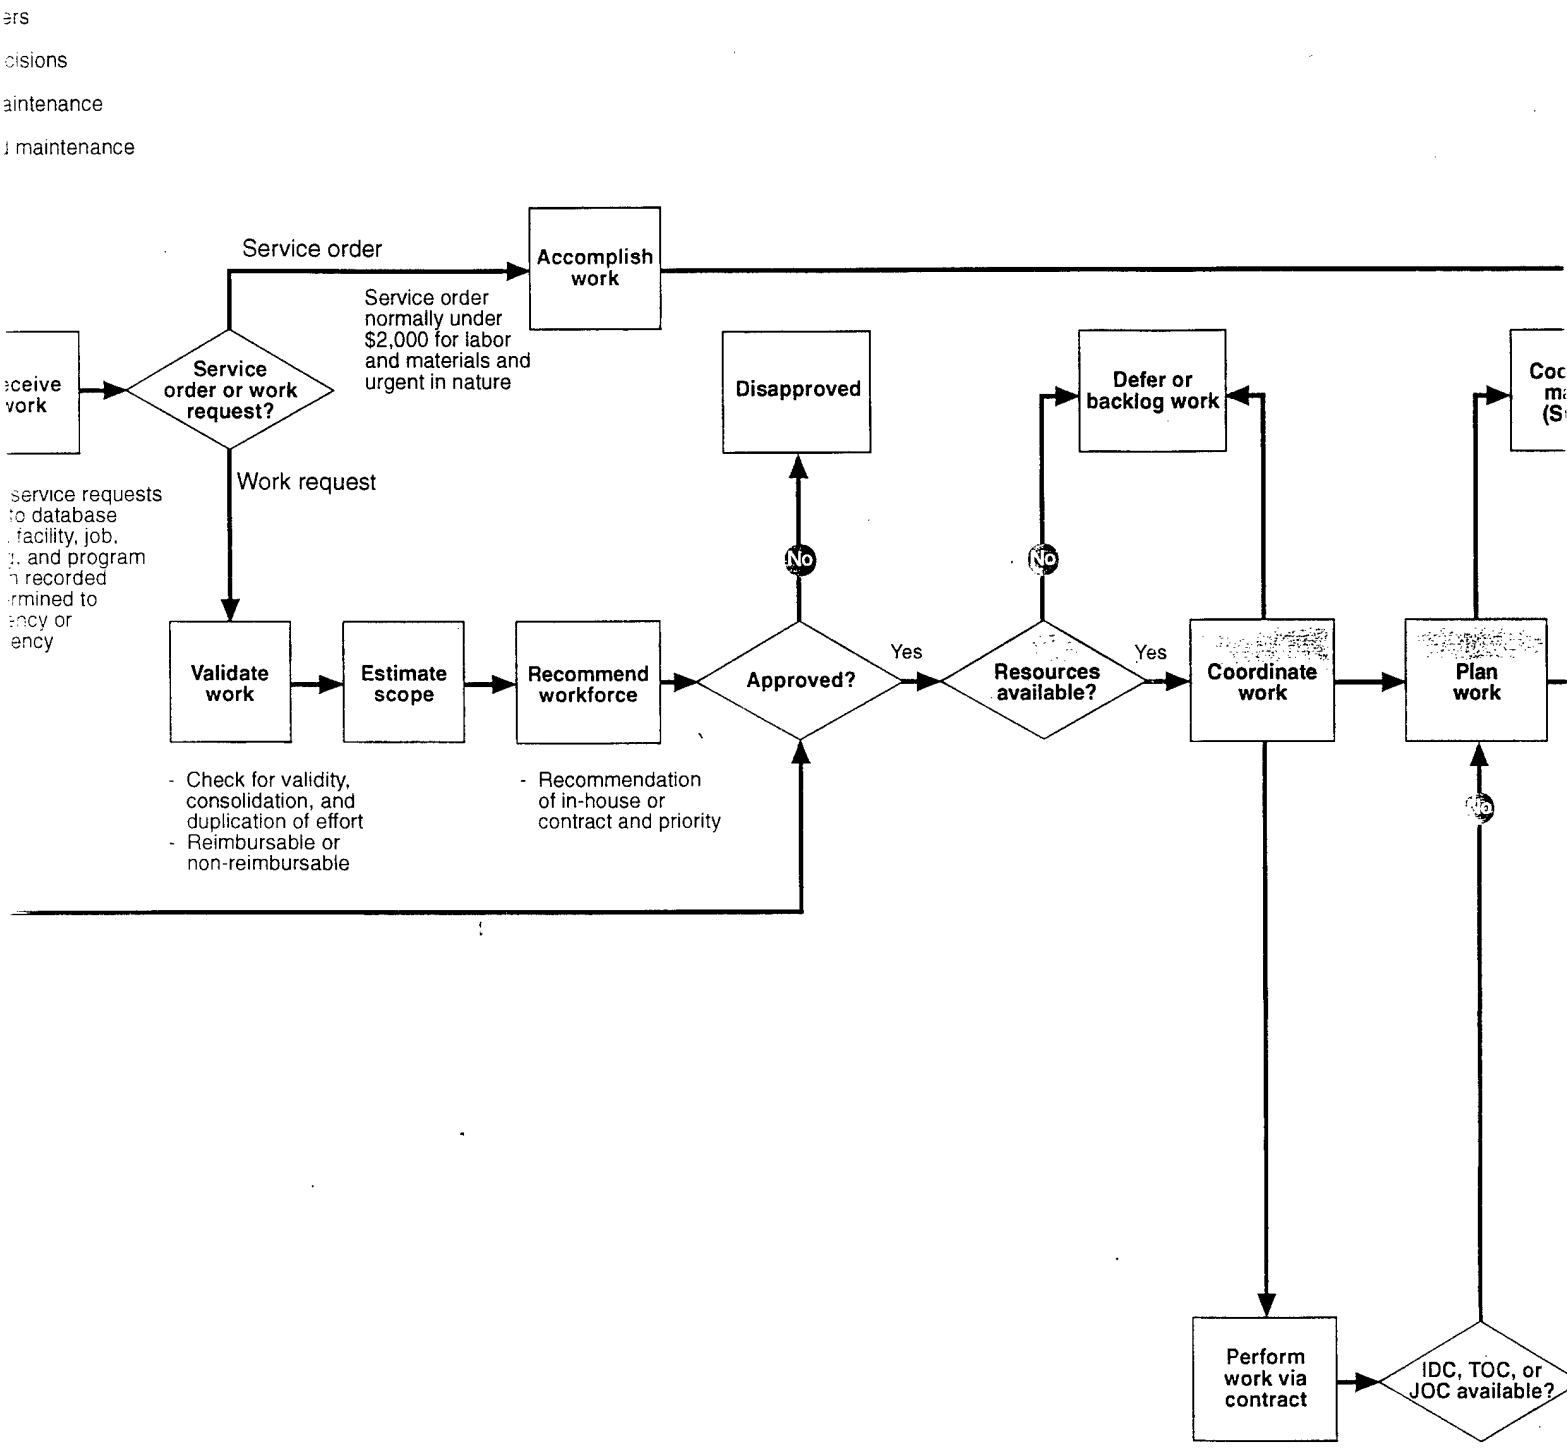 cisions
maintenance
Service order
Accomplish
work
Service order
normally under
$2,000 for labor
and materials and
urgent in nature
Service
order or work
request?
work
Disapproved
Defer or
backlog work
Work request
service requests
to database
facility, job,
and program
recorded
rmined to
ency or
ency
No
No
Validate
work
Estimate
scope
Recommend
workforce
Approved?
Yes
Resources
available?
Yes
Coordinate
work
Plan
work
- Check for validity,
consolidation, and
duplication of effort
- Reimbursable or
non-reimbursable
- Recommendation
of in-house or
contract and priority
No
Perform
work via
contract
IDC, TOC, or
JOC available?